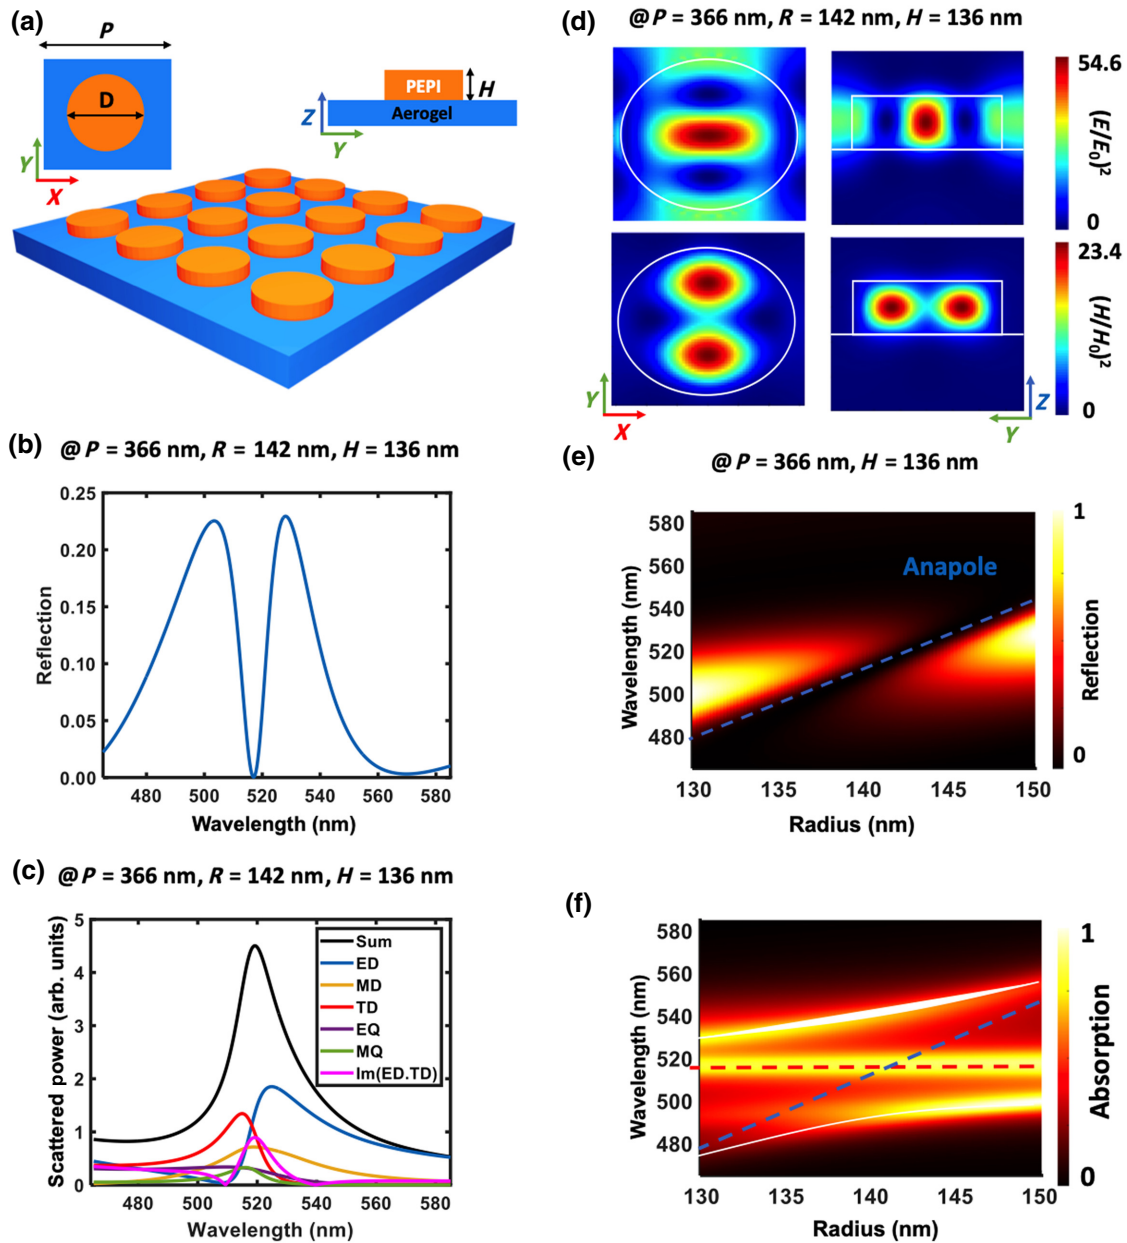 (a)
P
D
Y
X
PEPI
H
Aerogel
Z
Y
(b)
@P = 366 nm, R = 142 nm, H = 136 nm
0.25
0.20
0.15
0.10
0.05
0.00
Reflection
480 500 520 540 560 580
Wavelength (nm)
(c)
@P = 366 nm, R = 142 nm, H = 136 nm
5
4
3
2
1
0
Scattered power (arb. units)
Sum
ED
MD
TD
EQ
MQ
Im(ED.TD)
480 500 520 540 560 580
Wavelength (nm)
(d)
@P = 366 nm, R = 142 nm, H = 136 nm
54.6
(E/E0)2
0
23.4
(H/H0)2
0
Y
X
Z
Y
(e)
@P = 366 nm, H = 136 nm
580
560
540
520
500
480
Wavelength (nm)
Anapole
1
Reflection
0
130 135 140 145 150
Radius (nm)
(f)
580
560
540
520
500
480
Wavelength (nm)
1
Absorption
0
130 135 140 145 150
Radius (nm)